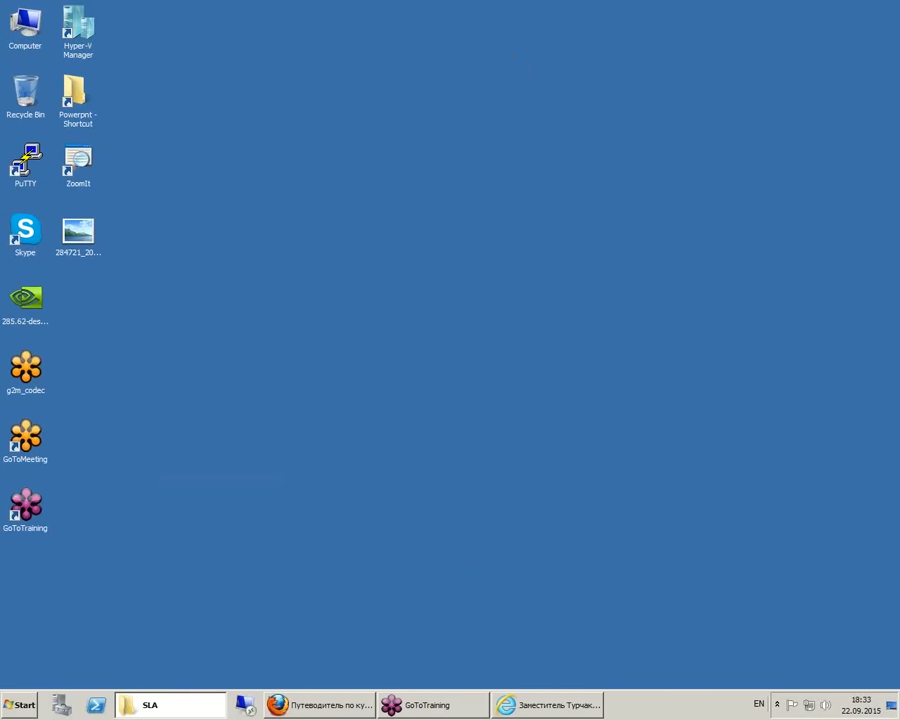 Computer
Hyper-V
Manager
Recycle Bin
Powerpnt -
Shortcut
PuTTY
ZoomIt
Skype
284721_20...
285.62-des...
g2m_codec
GoToMeeting
GoToTraining
Start
SLA
Путеводитель по ку...
GoToTraining
Заместитель Турчак...
EN
18:33
22.09.2015